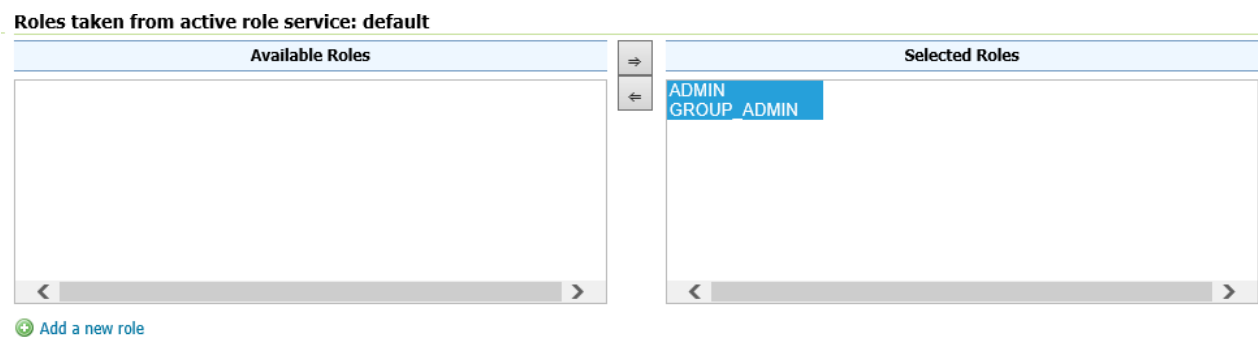 Roles taken from active role service: default
Available Roles
⇒
Selected Roles
⇐
ADMIN
GROUP_ADMIN
Add a new role